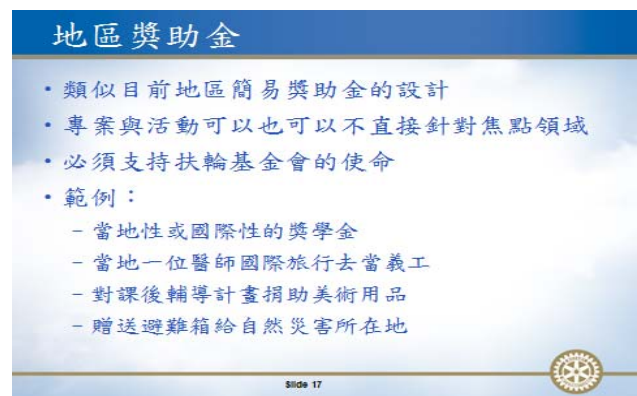 地區獎助金
・類似目前地區簡易獎助金的設計
・專案與活動可以也可以不直接針對焦點領域
・必須支持扶輪基金會的使命
・範例：
－當地性或國際性的獎學金
－當地一位醫師國際旅行去當義工
－對課後輔導計畫捐助美術用品
－贈送避難箱給自然災害所在地
Slide 17